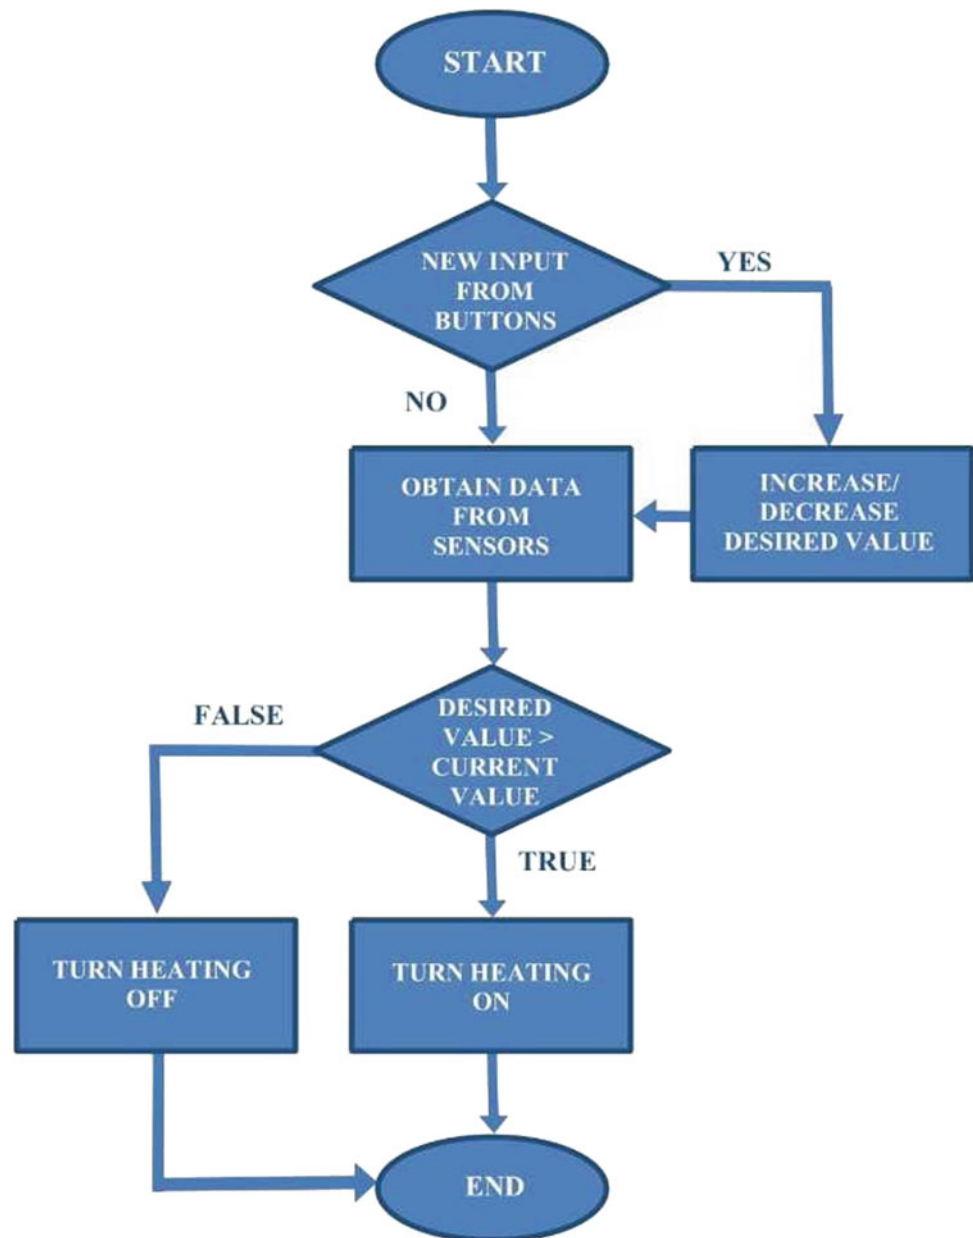 START
NEW INPUT
FROM
BUTTONS
YES
NO
OBTAIN DATA
FROM
SENSORS
INCREASE/
DECREASE
DESIRED VALUE
DESIRED
VALUE >
CURRENT
VALUE
FALSE
TRUE
TURN HEATING
OFF
TURN HEATING
ON
END